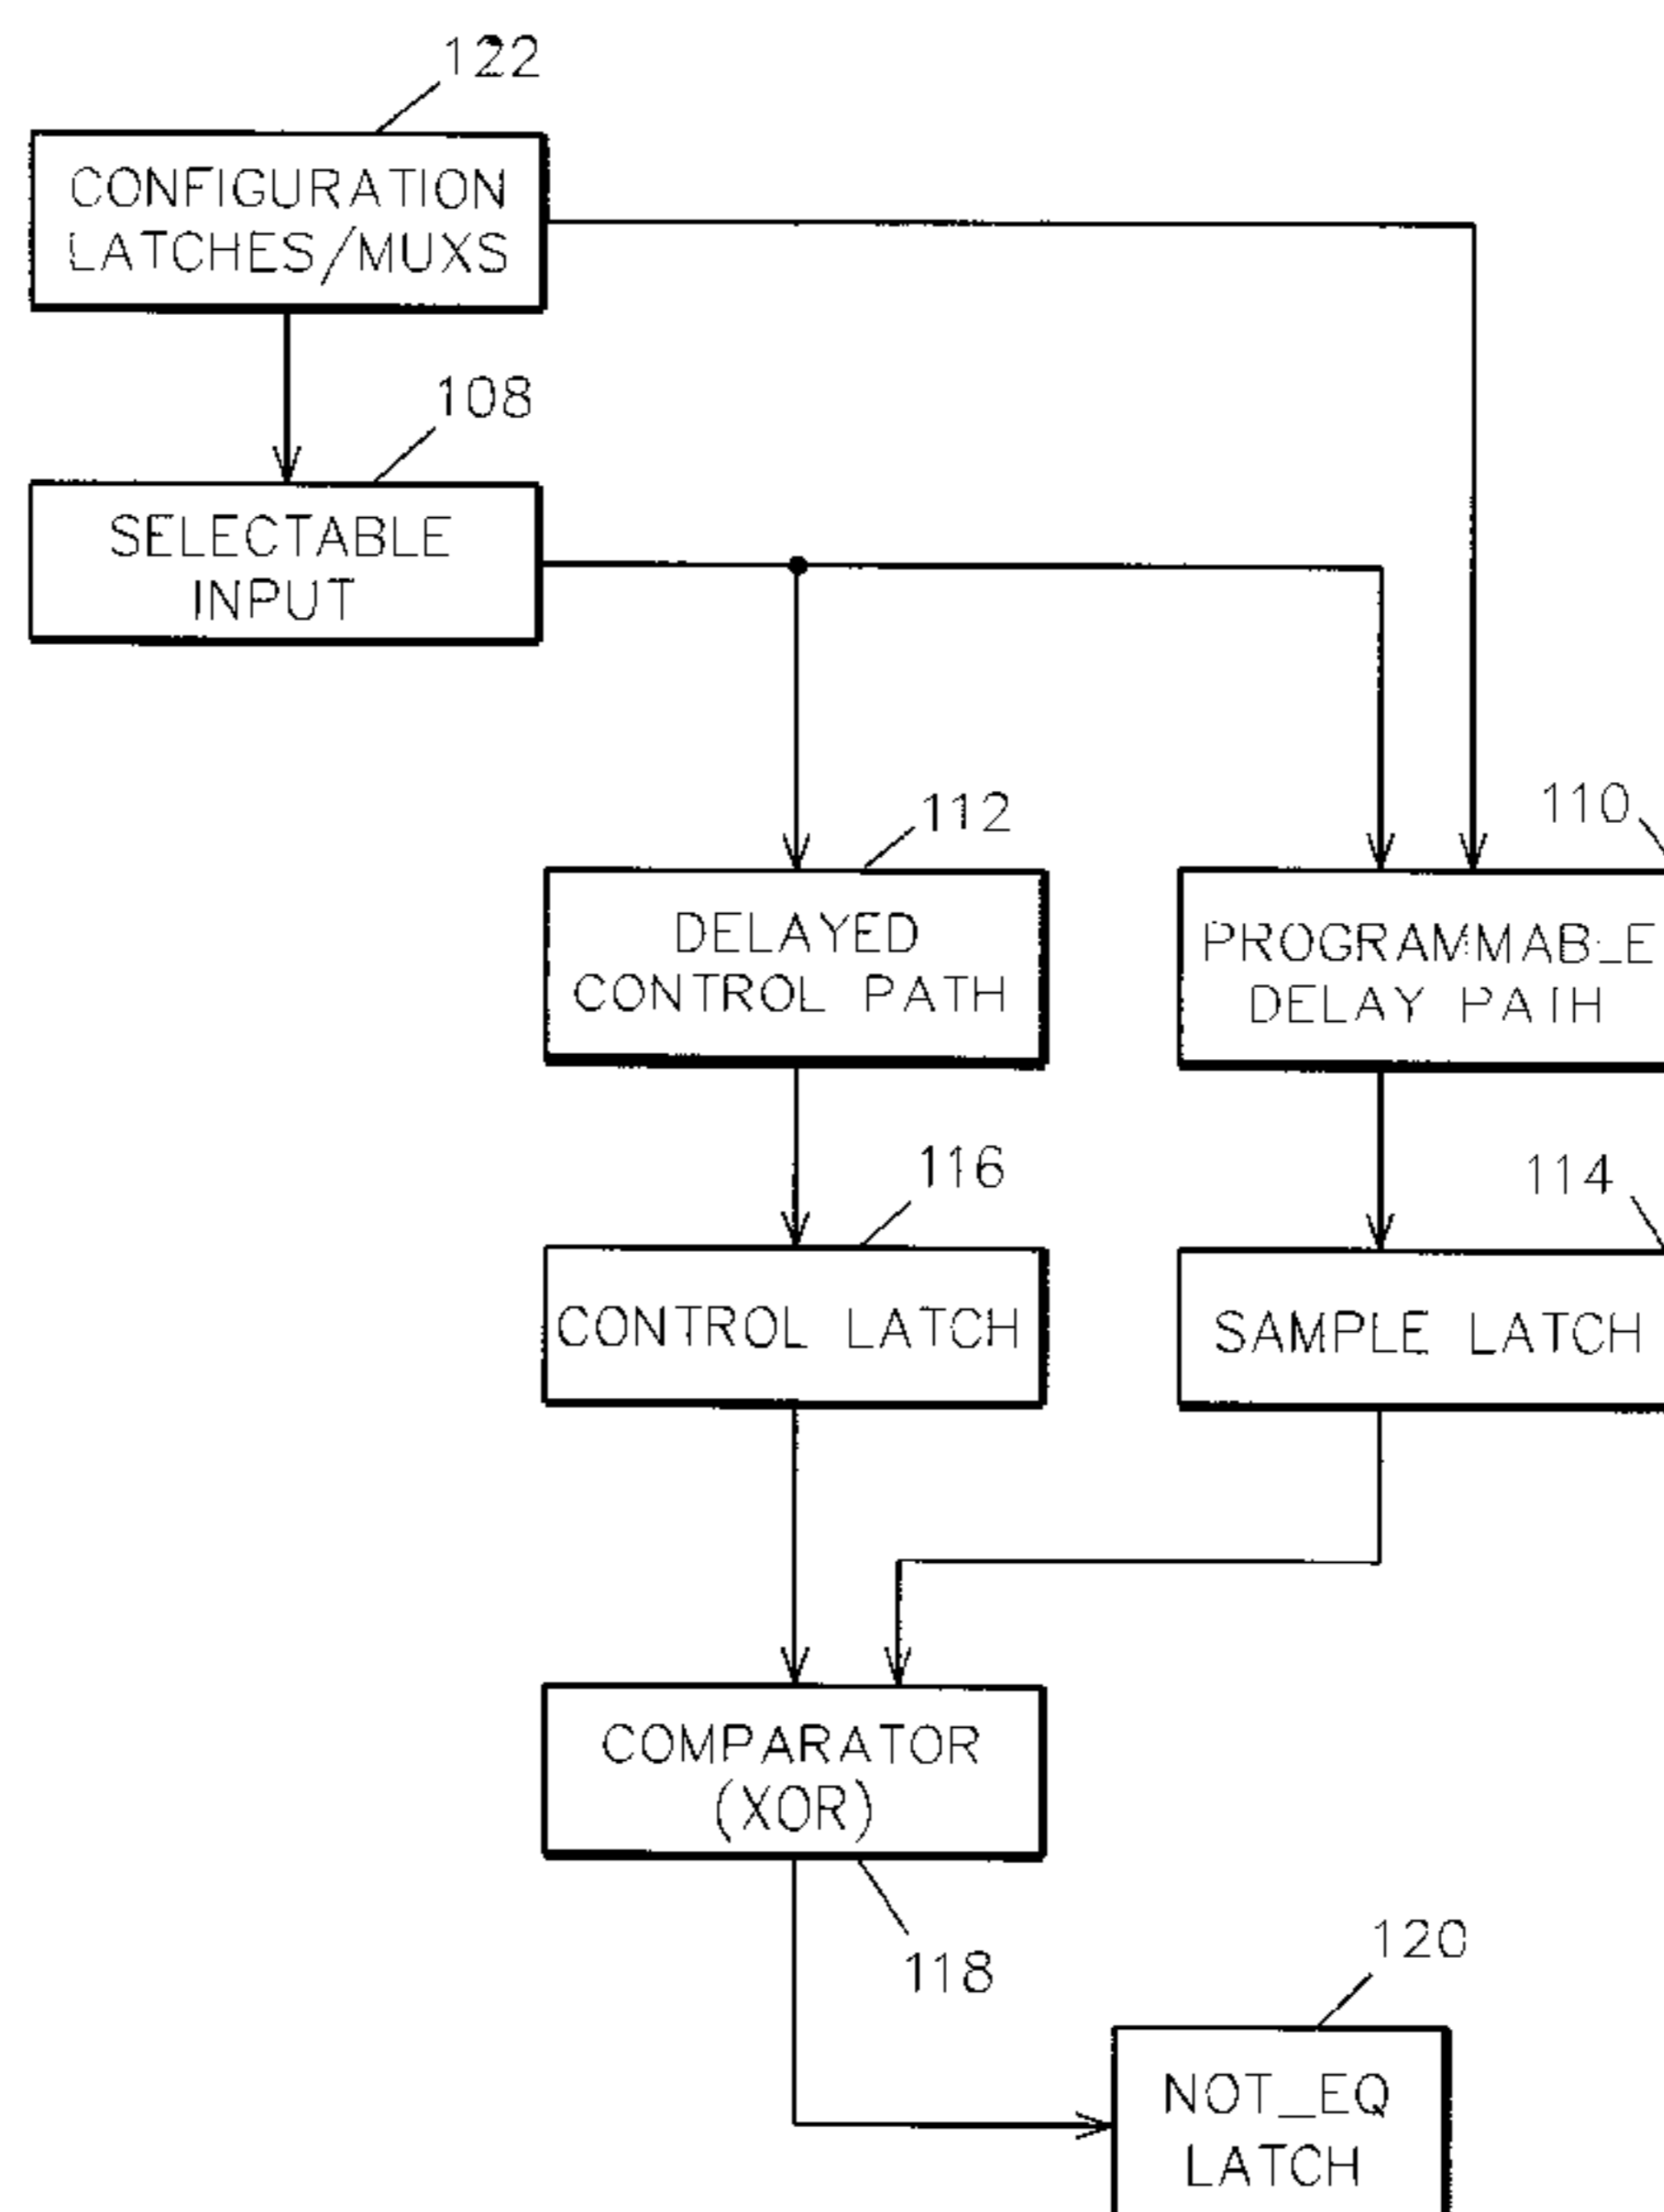 122
CONFIGURATION
LATCHES/MUXS
108
SELECTABLE
INPUT
112
DELAYED
CONTROL PATH
110
PROGRAMMABLE
DELAY PATH
116
CONTROL LATCH
114
SAMPLE LATCH
COMPARATOR
(XOR)
118
120
NOT_EQ
LATCH